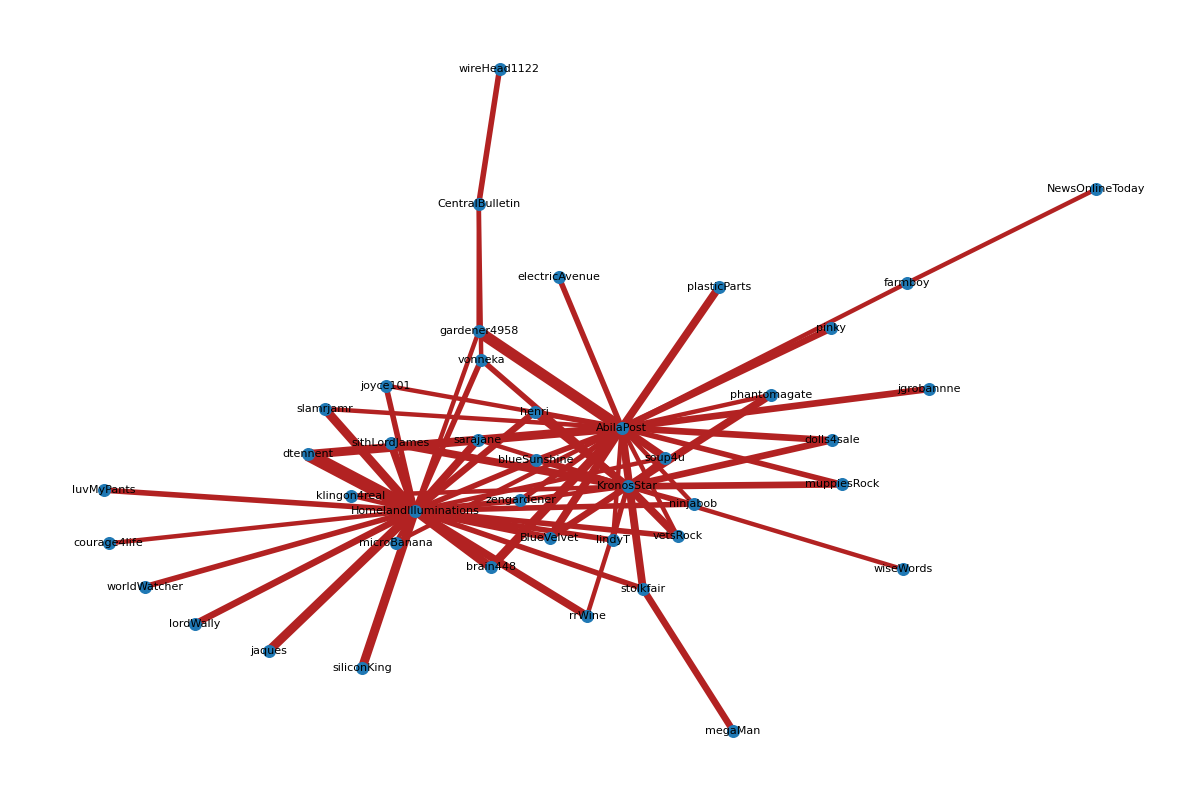 wireHead1122
NewsOnlineToday
CentralBulletin
electricAvenue
farmboy
plasticParts
pinky
gardener4958
vonneka
joyce101
jgrobannne
phantomagate
slamrjamr
henri
AbilaPost
sithLordJames
sarajane
dolls4sale
dtennent
blueSunshine
soup4u
muppiesRock
KronosStar
luvMyPants
klingon4real
zengardener
ninjabob
HomelandIlluminations
vetsRock
BlueVelvet
lindyT
courage4life
microBanana
brain448
wiseWords
worldWatcher
stolkfair
rrWine
lordWally
jaques
siliconKing
megaMan